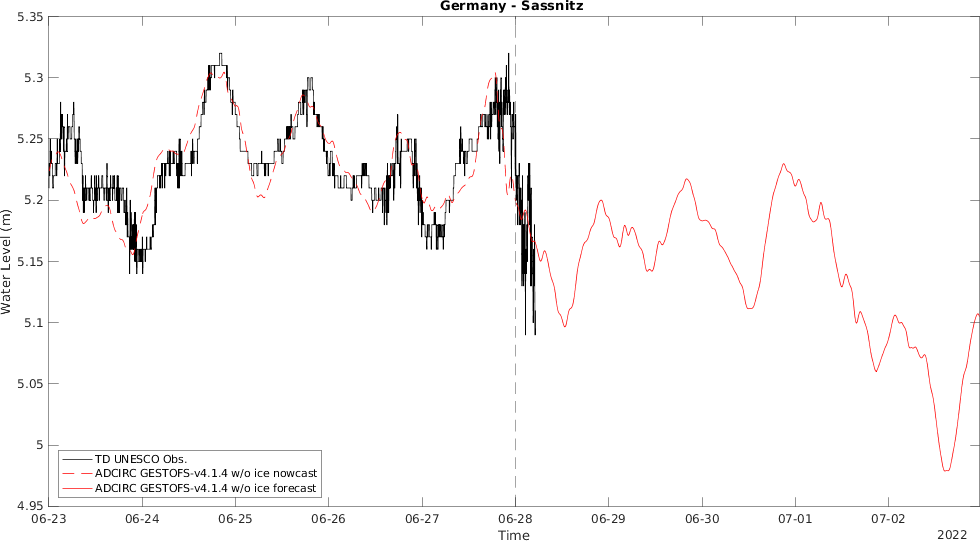 Germany - Sassnitz
5.35
5.3
5.25
5.2
5.15
5.1
5.05
5
4.95
Water Level (m)
TD UNESCO Obs.
ADCIRC GESTOFS-v4.1.4 w/o ice nowcast
ADCIRC GESTOFS-v4.1.4 w/o ice forecast
06-23 06-24 06-25 06-26 06-27 06-28 06-29 06-30 07-01 07-02
Time
2022